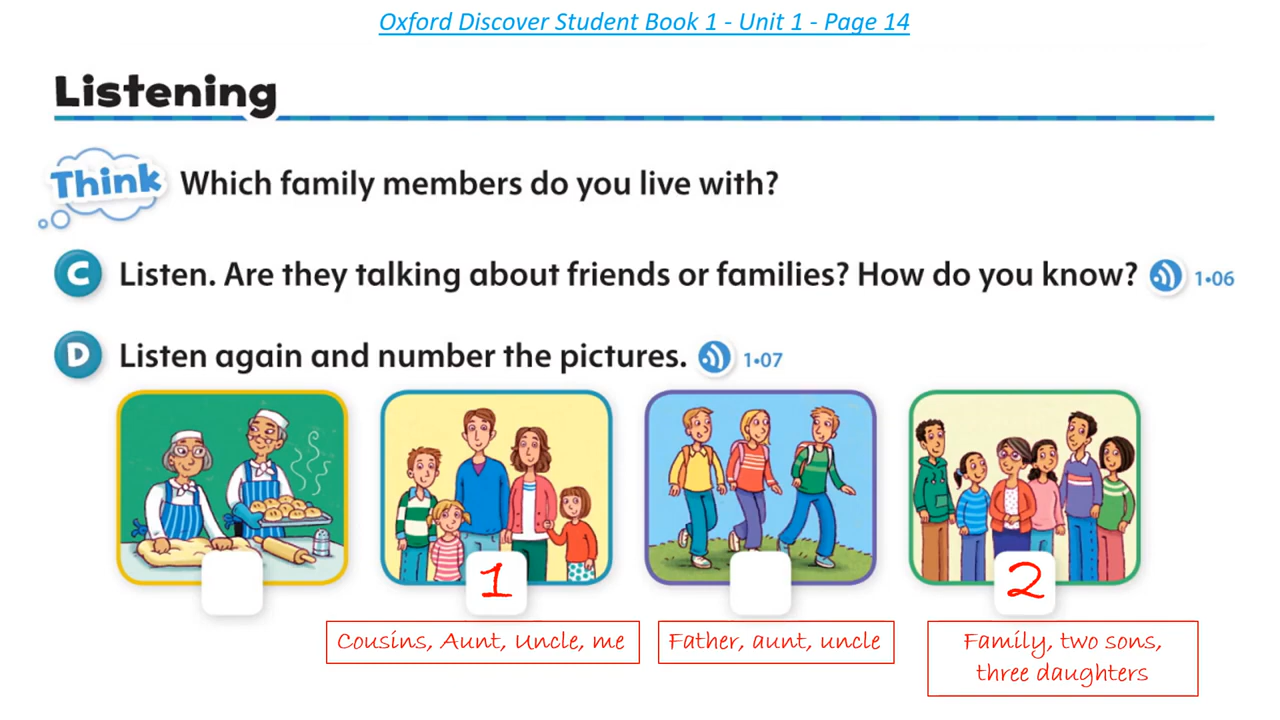 Oxford Discover Student Book 1 - Unit 1 - Page 14
Listening
Think Which family members do you live with?
C Listen. Are they talking about friends or families? How do you know? 1•06
D Listen again and number the pictures. 1•07
1
2
Cousins, Aunt, Uncle, me
Father, aunt, uncle
Family, two sons,
three daughters